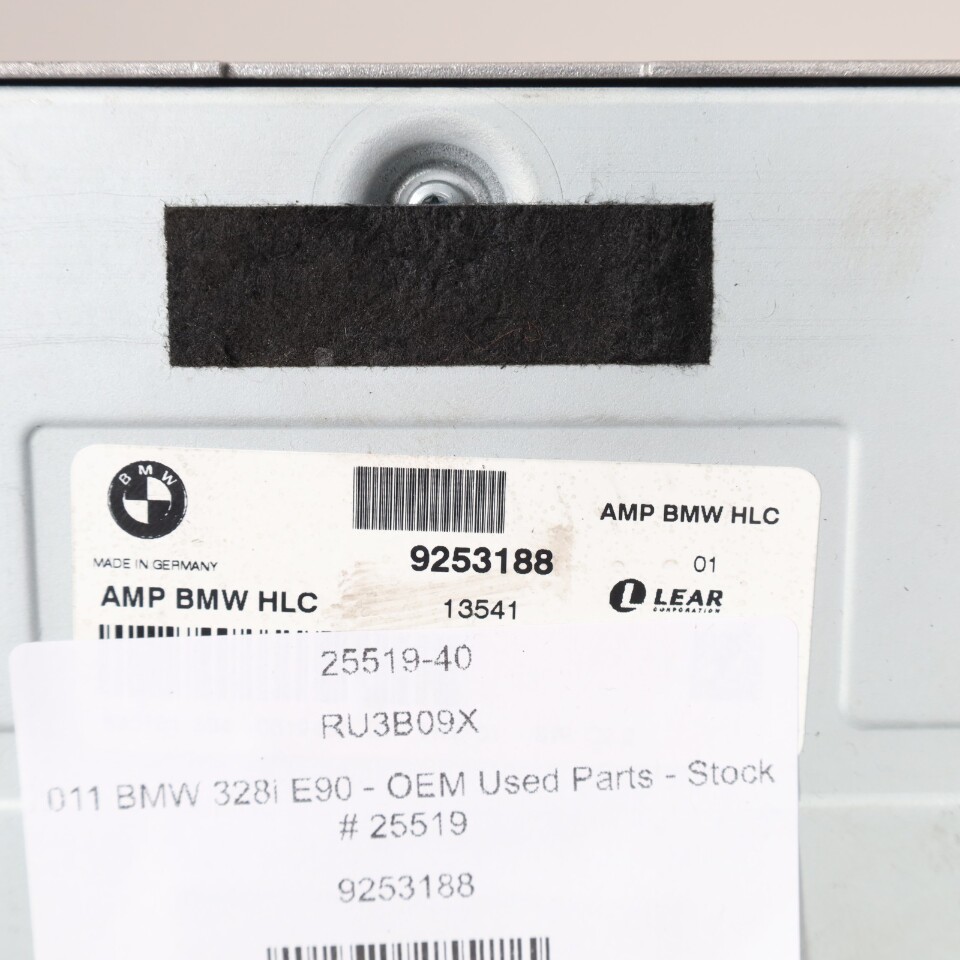 BMW
AMP BMW HLC
MADE IN GERMANY
9253188
01
AMP BMW HLC
13541
LEAR
CORPORATION
25519-40
RU3B09X
011 BMW 328i E90 - OEM Used Parts - Stock
# 25519
9253188